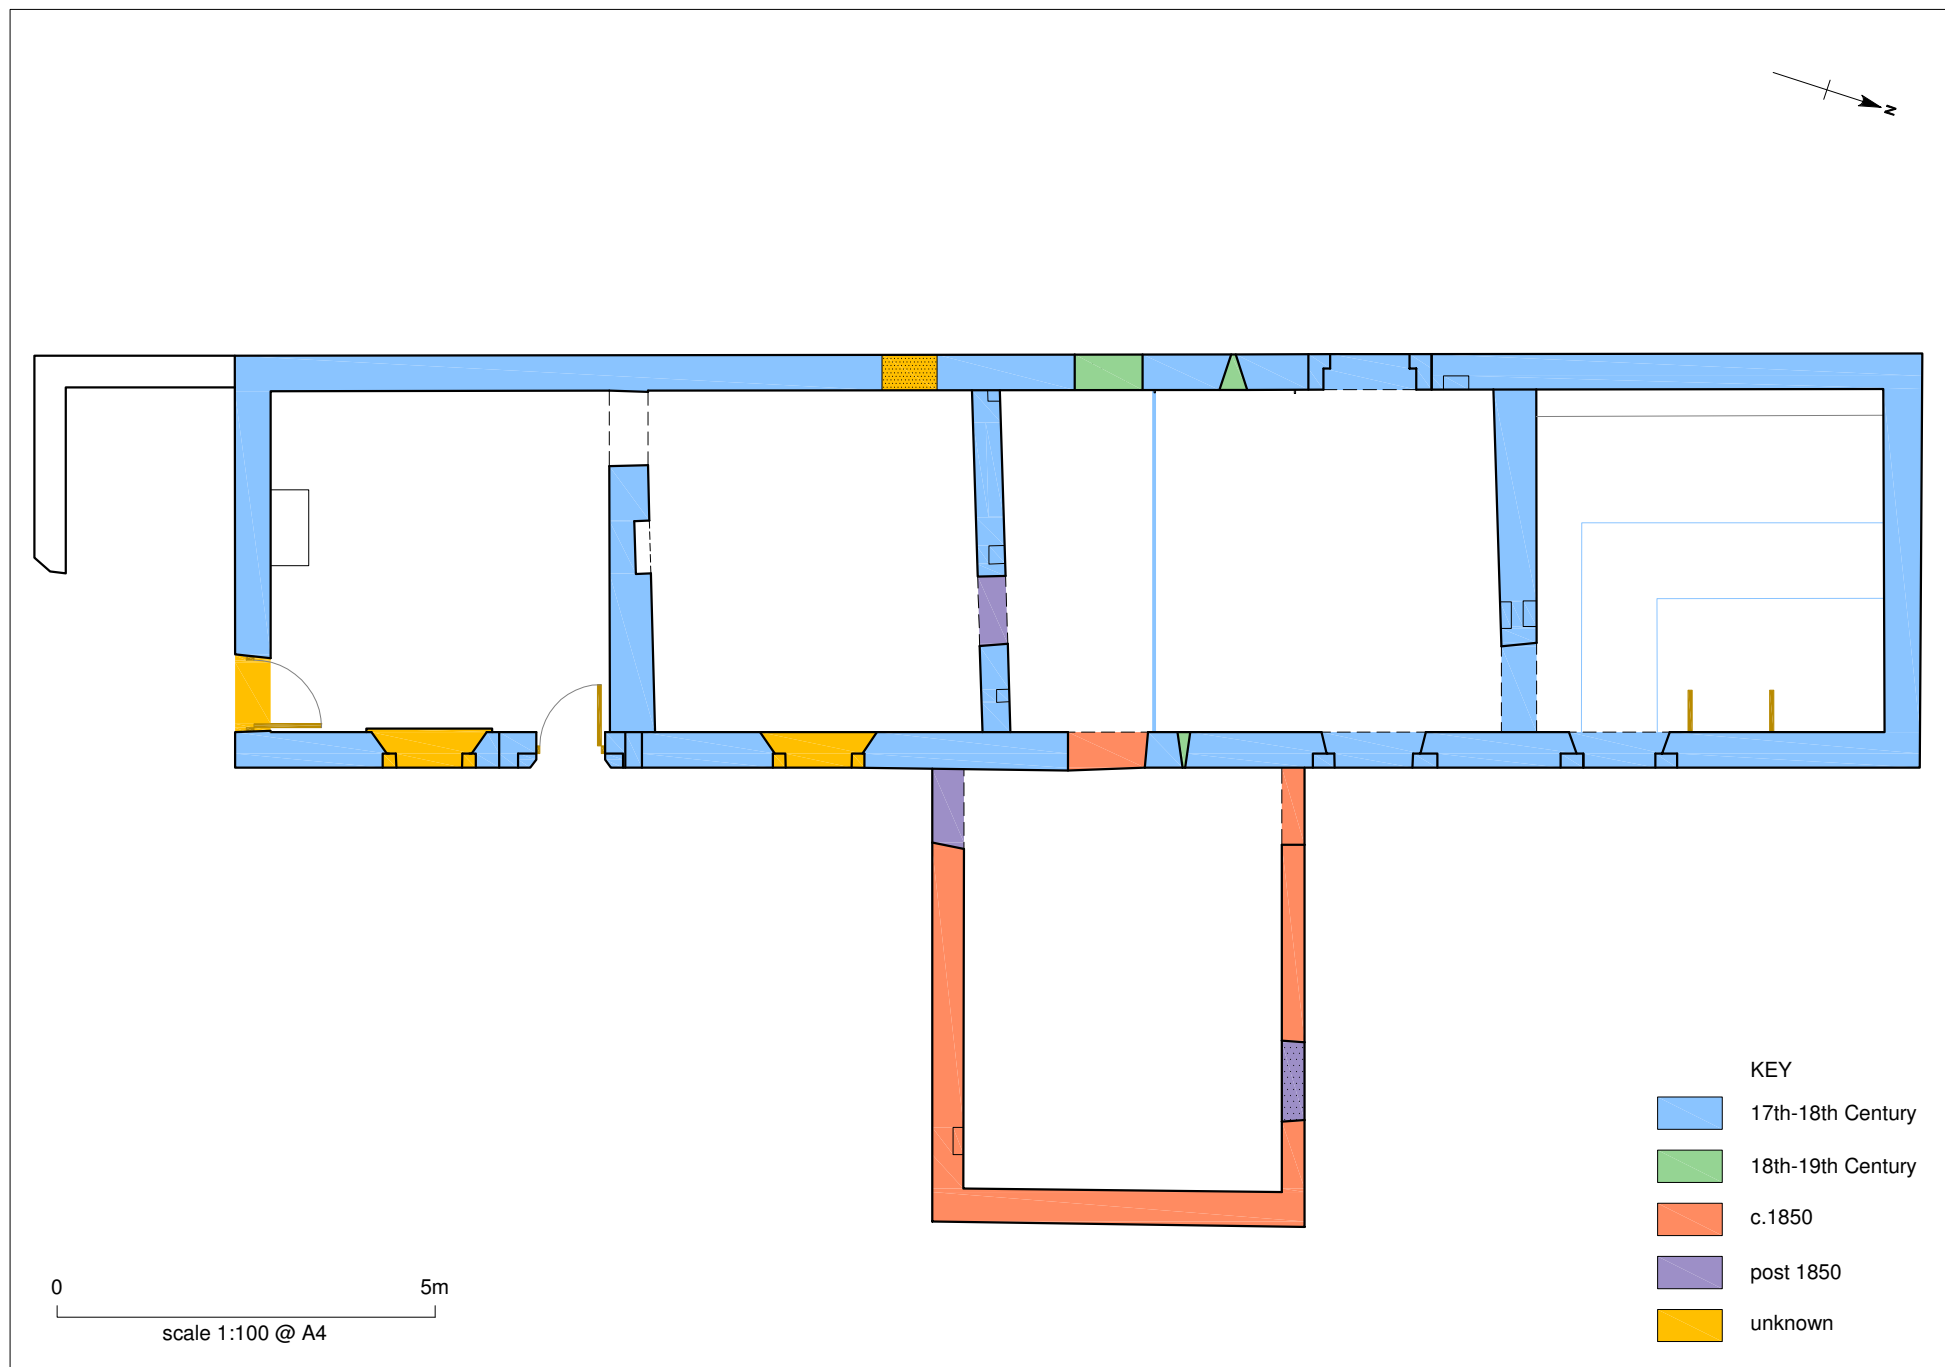 N
KEY
17th-18th Century
18th-19th Century
c.1850
post 1850
unknown
0 5m
scale 1:100 @ A4